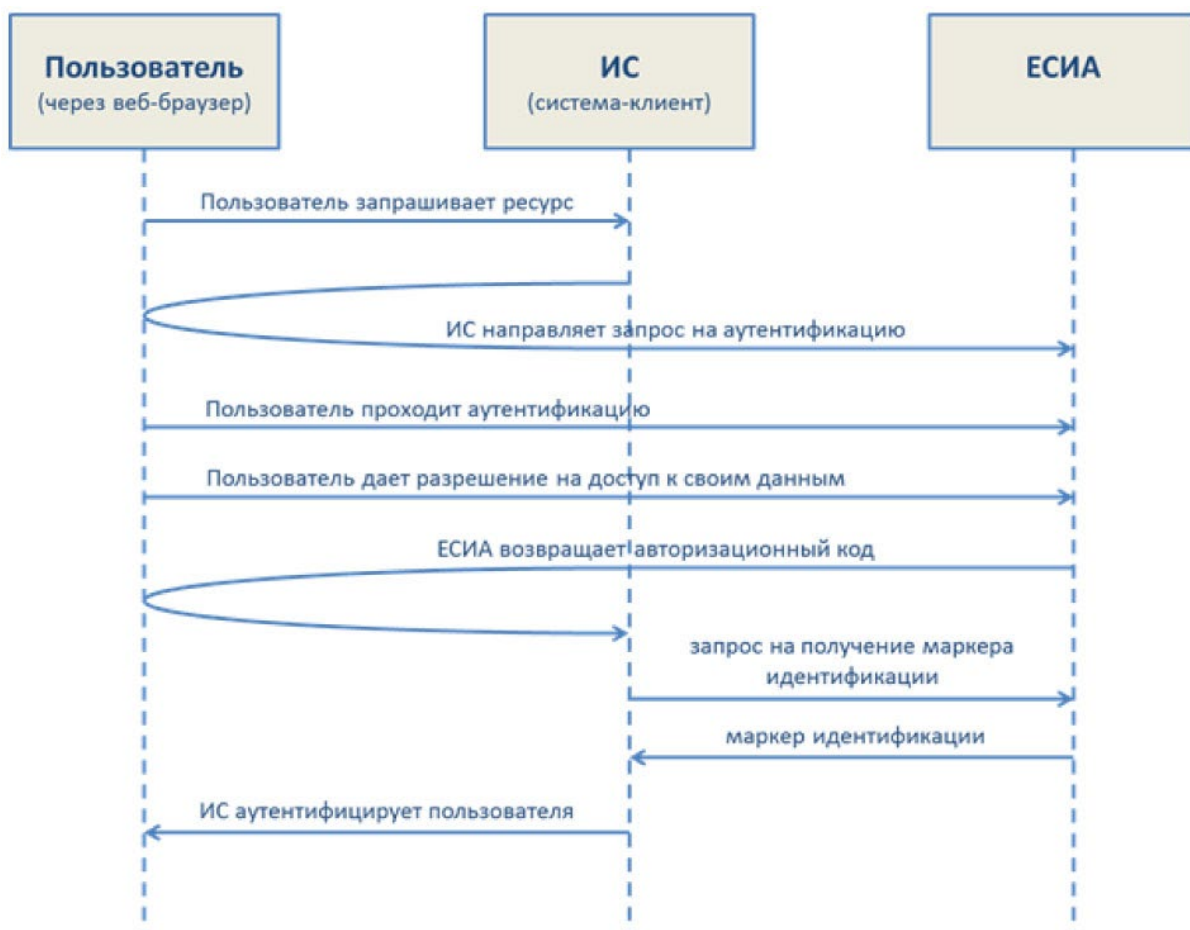 Пользователь
(через веб-браузер)
ИС
(система-клиент)
ЕСИА
Пользователь запрашивает ресурс
ИС направляет запрос на аутентификацию
Пользователь проходит аутентификацию
Пользователь дает разрешение на доступ к своим данным
ЕСИА возвращает авторизационный код
запрос на получение маркера
идентификации
маркер идентификации
ИС аутентифицирует пользователя